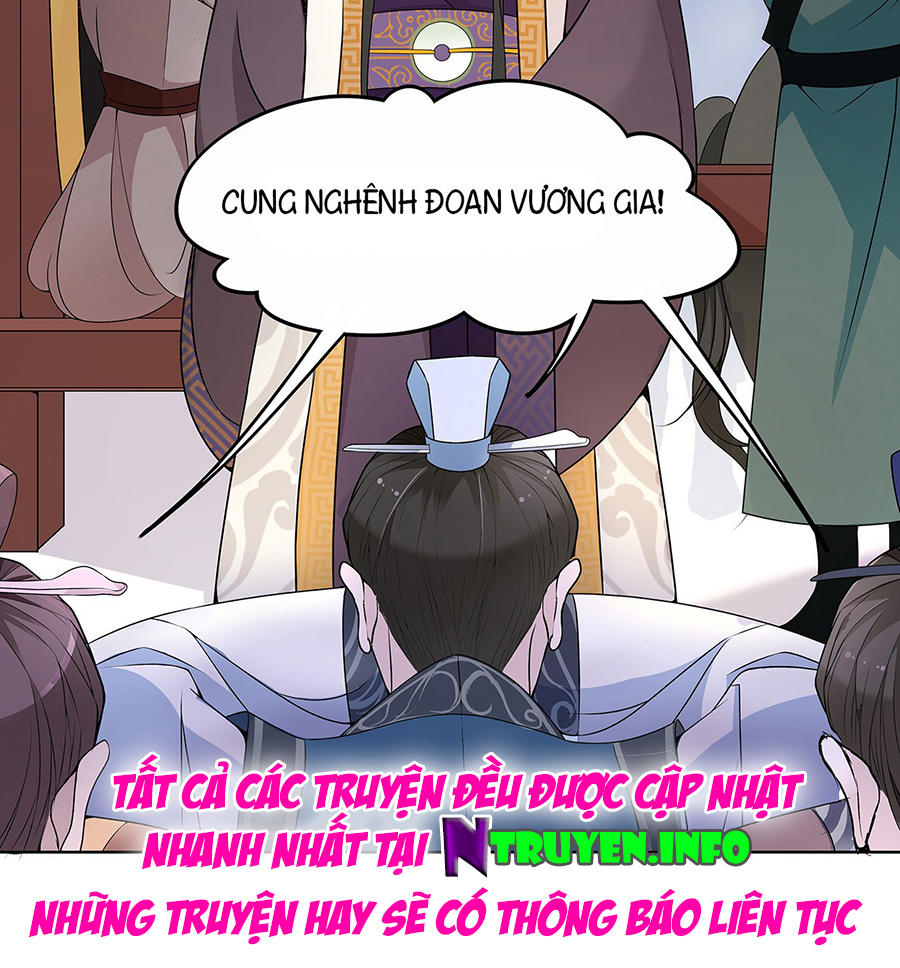 CUNG NGHÊNH ĐOAN VƯƠNG GIA!
TẤT CẢ CÁC TRUYỆN ĐỀU ĐƯỢC CẬP NHẬT
NHANH NHẤT TẠI NTRUYEN.INFO
NHỮNG TRUYỆN HAY SẼ CÓ THÔNG BÁO LIÊN TỤC